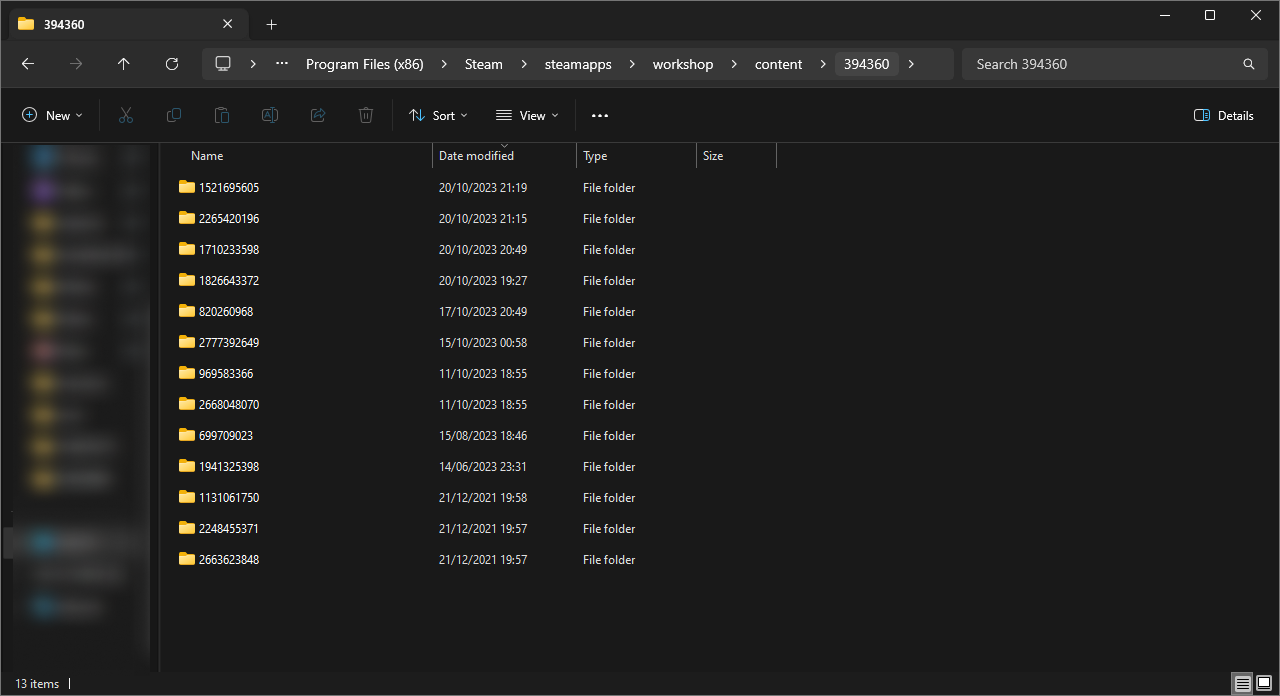 394360
… Program Files (x86) Steam steamapps workshop content 394360 Search 394360
New Sort View Details
Name Date modified Type Size
1521695605 20/10/2023 21:19 File folder
2265420196 20/10/2023 21:15 File folder
1710233598 20/10/2023 20:49 File folder
1826643372 20/10/2023 19:27 File folder
820260968 17/10/2023 20:49 File folder
2777392649 15/10/2023 00:58 File folder
969583366 11/10/2023 18:55 File folder
2668048070 11/10/2023 18:55 File folder
699709023 15/08/2023 18:46 File folder
1941325398 14/06/2023 23:31 File folder
1131061750 21/12/2021 19:58 File folder
2248455371 21/12/2021 19:57 File folder
2663623848 21/12/2021 19:57 File folder
13 items